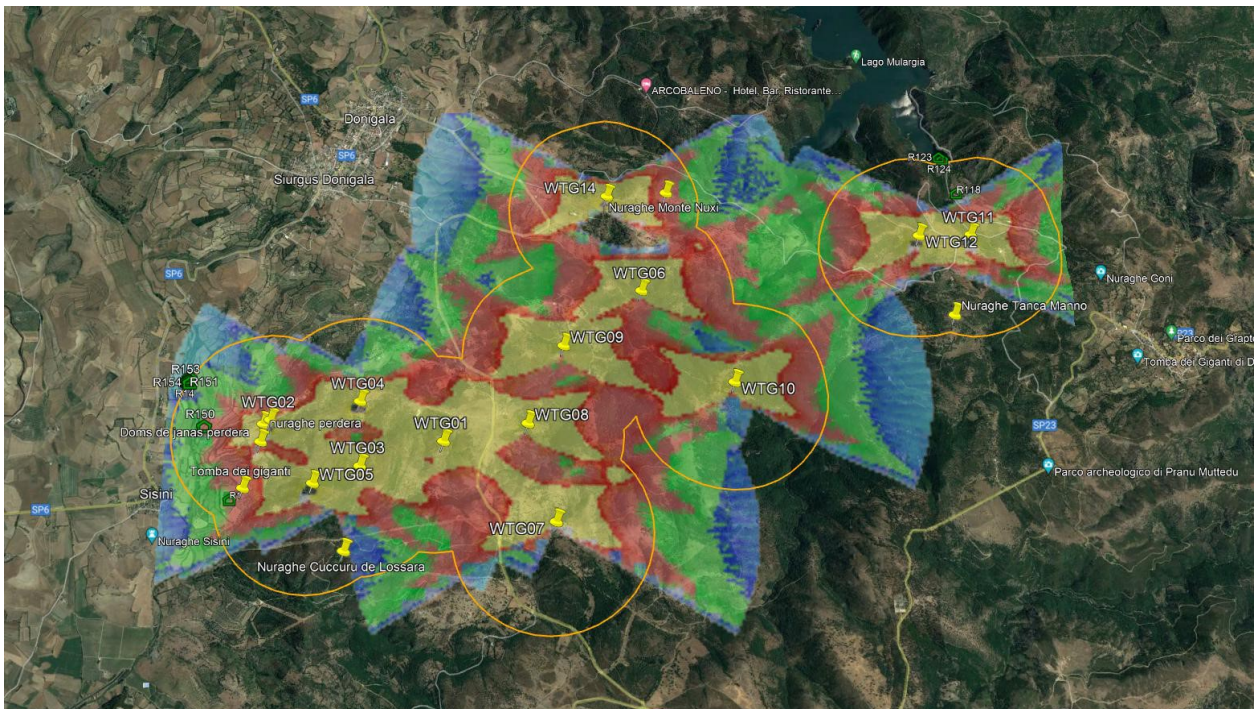 Lago Mulargia
ARCOBALENO - Hotel, Bar, Ristorante...
SP6
Donigala
SP6
Siurgus Donigala
R123
R124
R118
WTG14
Nuraghe Monte Nuxi
WTG11
WTG12
SP6
WTG06
Nuraghe Goni
Nuraghe Tanca Manno
P23
Parco dei Grapto
WTG09
Tomba dei Giganti di D
R153
R154
R151
R14
WTG04
WTG10
WTG02
R150
nuraghe perdera
WTG08
WTG01
SP23
Doms de janas perdera
WTG03
Tomba dei giganti
WTG05
Parco archeologico di Pranu Muttedu
Sisini
SP6
WTG07
Nuraghe Sisini
Nuraghe Cuccuru de Lossara